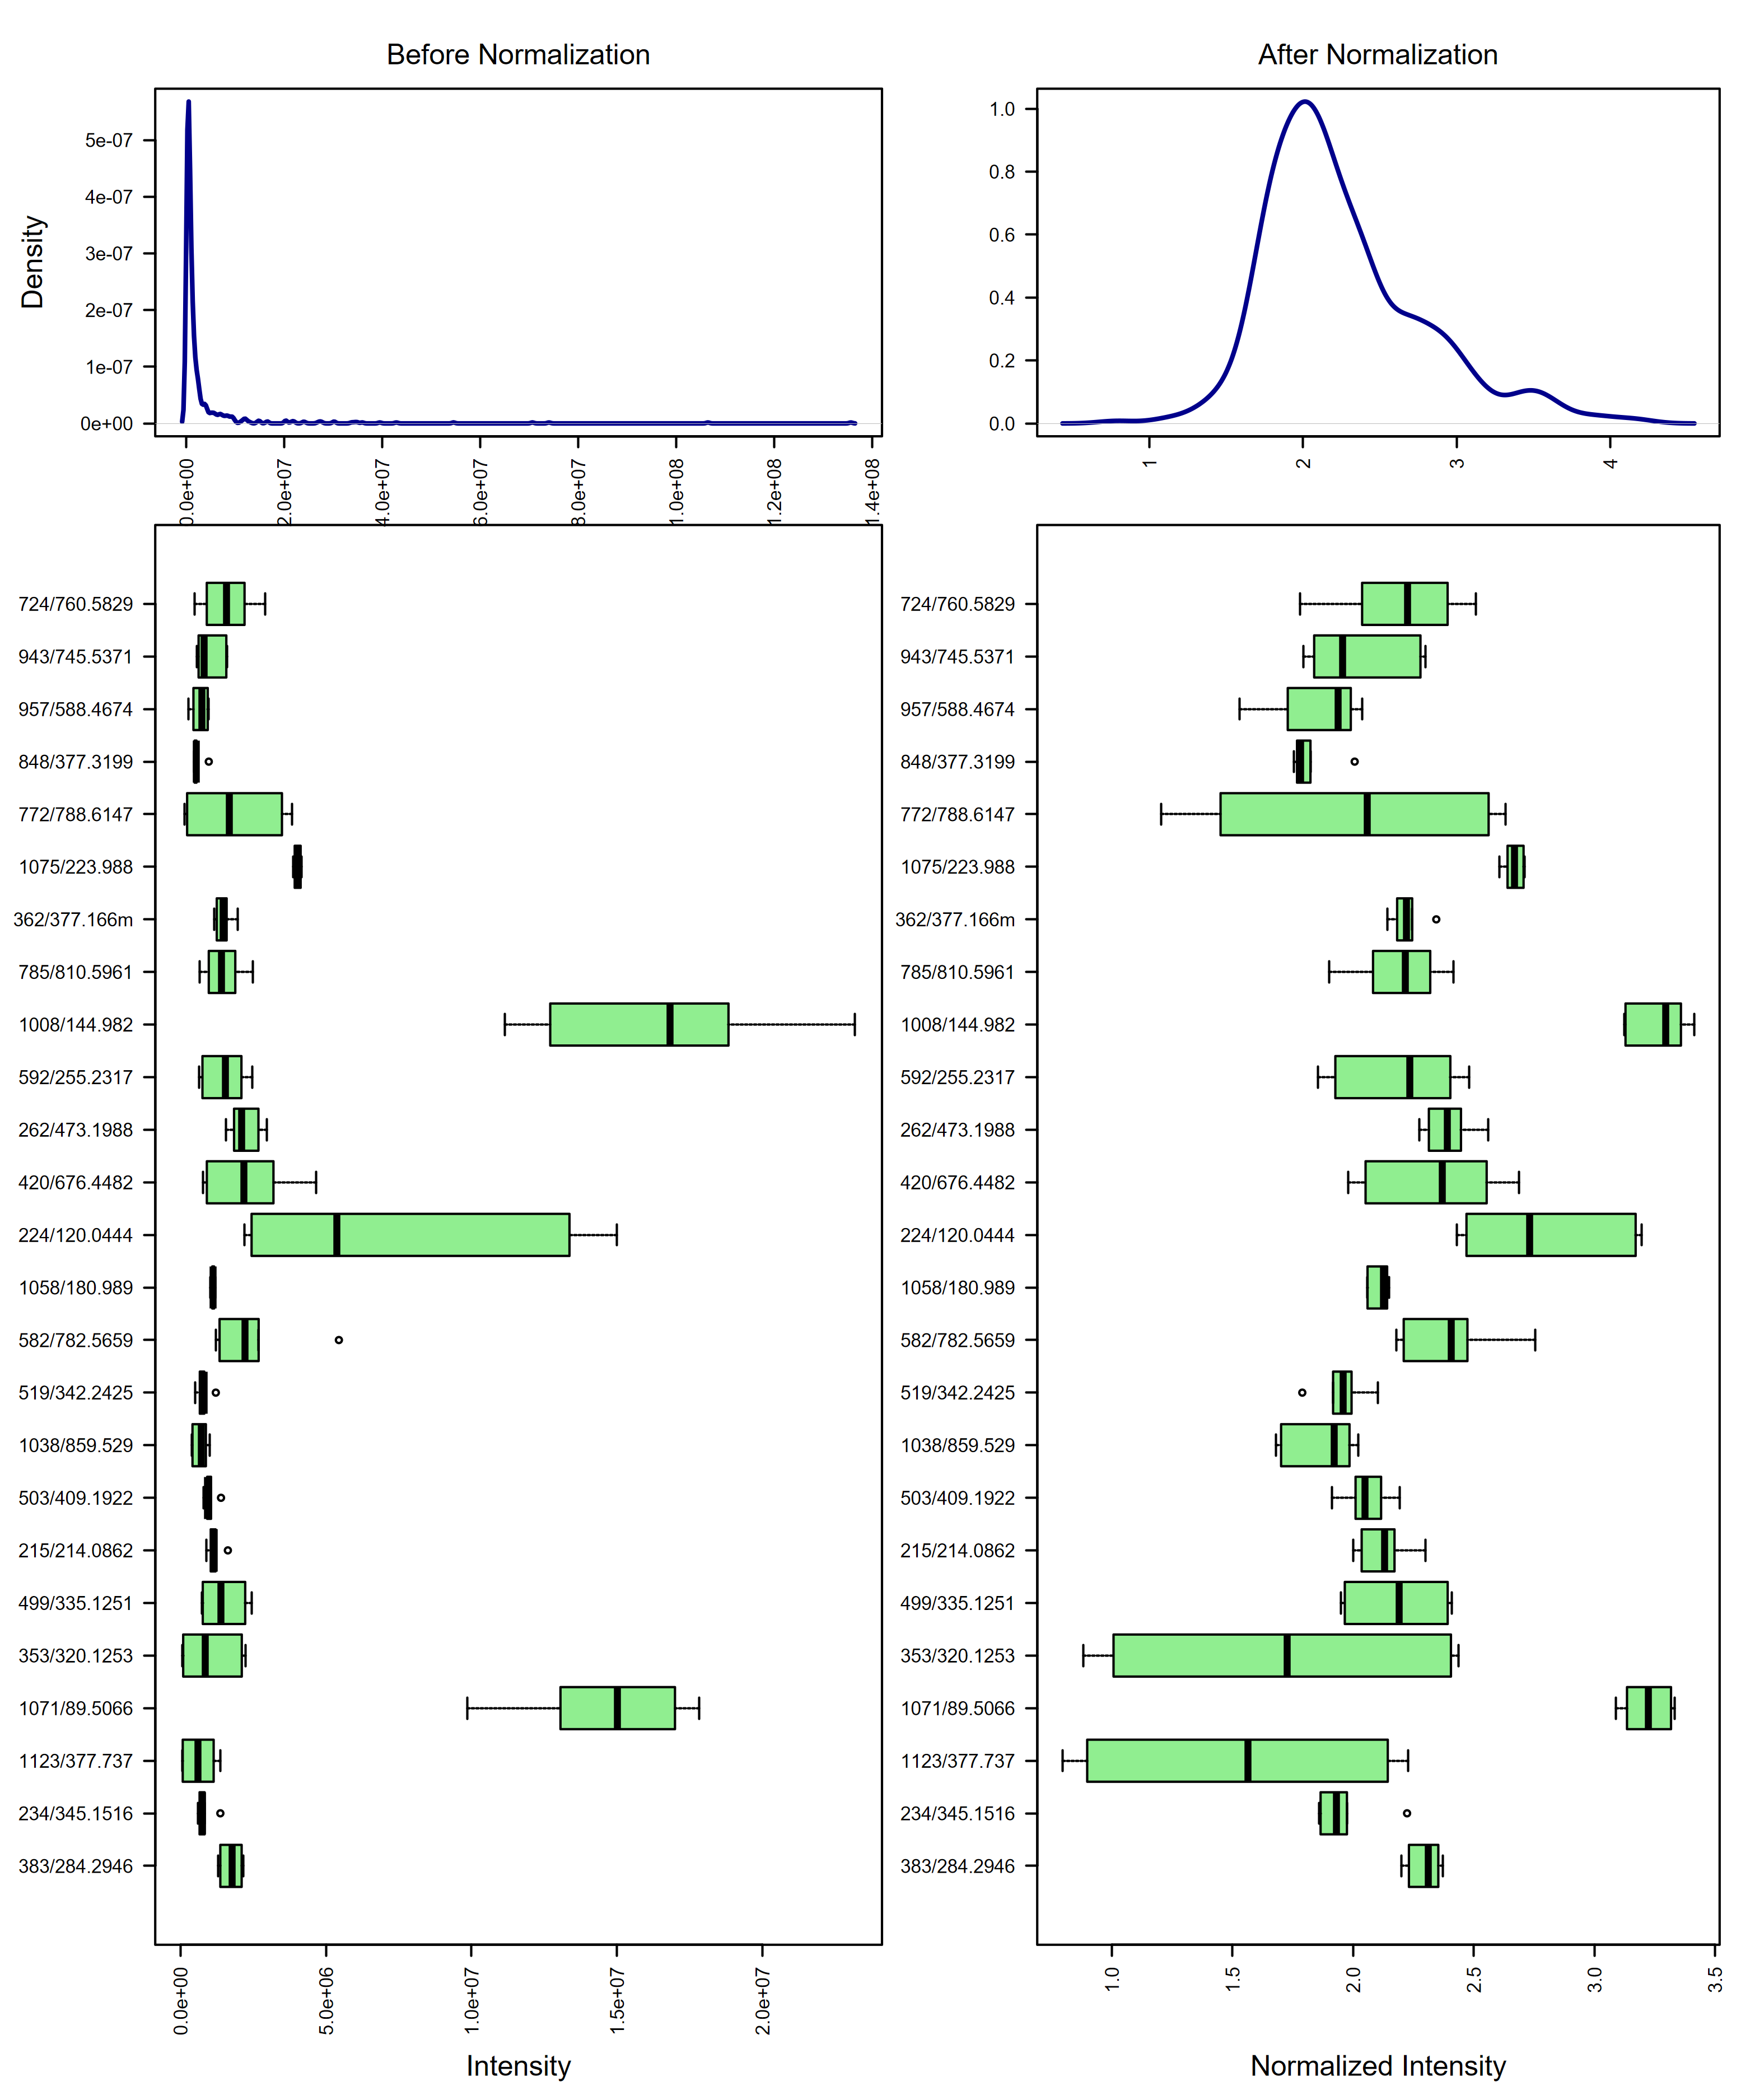 Before Normalization
After Normalization
Density
5e-07
4e-07
3e-07
2e-07
1e-07
0e+00
0.0e+00
2.0e+07
4.0e+07
6.0e+07
8.0e+07
1.0e+08
1.2e+08
1.4e+08
1.0
0.8
0.6
0.4
0.2
0.0
1
2
3
4
724/760.5829
943/745.5371
957/588.4674
848/377.3199
772/788.6147
1075/223.988
362/377.166m
785/810.5961
1008/144.982
592/255.2317
262/473.1988
420/676.4482
224/120.0444
1058/180.989
582/782.5659
519/342.2425
1038/859.529
503/409.1922
215/214.0862
499/335.1251
353/320.1253
1071/89.5066
1123/377.737
234/345.1516
383/284.2946
0.0e+00
5.0e+06
1.0e+07
1.5e+07
2.0e+07
Intensity
724/760.5829
943/745.5371
957/588.4674
848/377.3199
772/788.6147
1075/223.988
362/377.166m
785/810.5961
1008/144.982
592/255.2317
262/473.1988
420/676.4482
224/120.0444
1058/180.989
582/782.5659
519/342.2425
1038/859.529
503/409.1922
215/214.0862
499/335.1251
353/320.1253
1071/89.5066
1123/377.737
234/345.1516
383/284.2946
1.0
1.5
2.0
2.5
3.0
3.5
Normalized Intensity